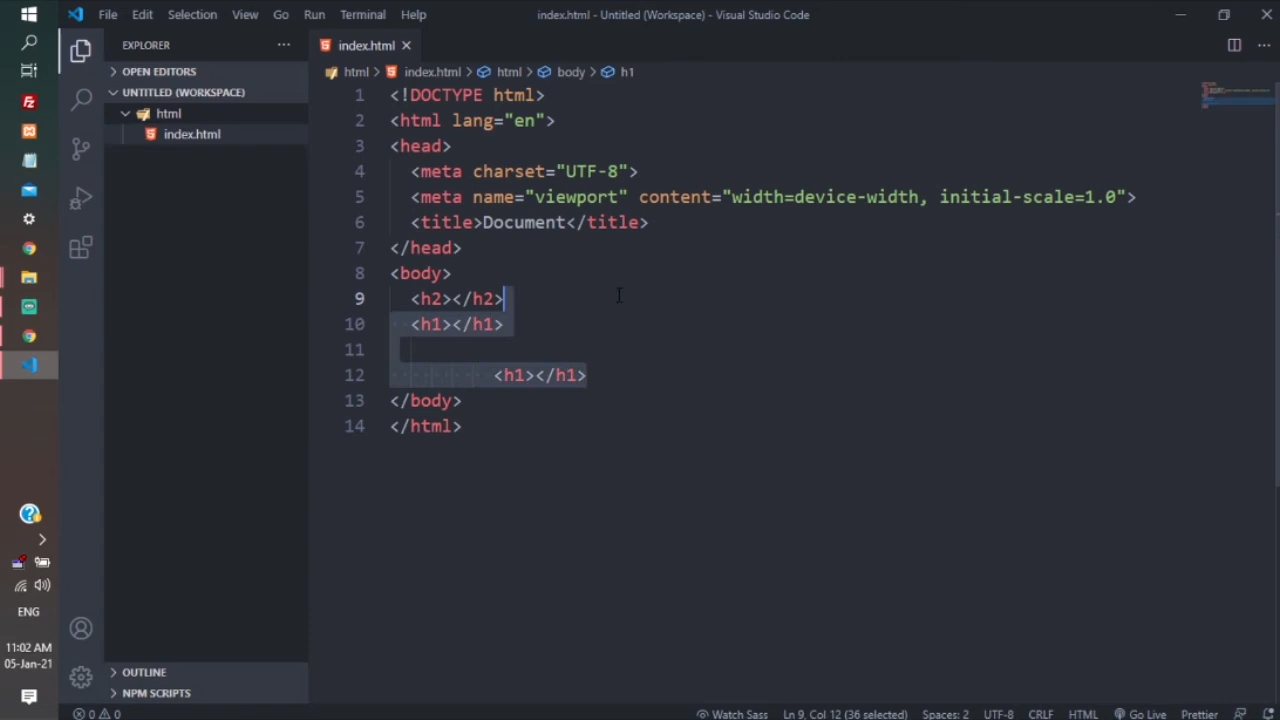 File Edit Selection View Go Run Terminal Help
index.html - Untitled (Workspace) - Visual Studio Code
EXPLORER
index.html
OPEN EDITORS
html > index.html > html > body > h1
UNTITLED (WORKSPACE)
html
index.html
1 <!DOCTYPE html>
2 <html lang="en">
3 <head>
4 <meta charset="UTF-8">
5 <meta name="viewport" content="width=device-width, initial-scale=1.0">
6 <title>Document</title>
7 </head>
8 <body>
9 <h2></h2>
10 <h1></h1>
11
12 <h1></h1>
13 </body>
14 </html>
ENG
11:02 AM
05-Jan-21
OUTLINE
NPM SCRIPTS
0 0
Watch Sass
Ln 9, Col 12 (36 selected)
Spaces: 2
UTF-8
CRLF
HTML
Go Live
Prettier